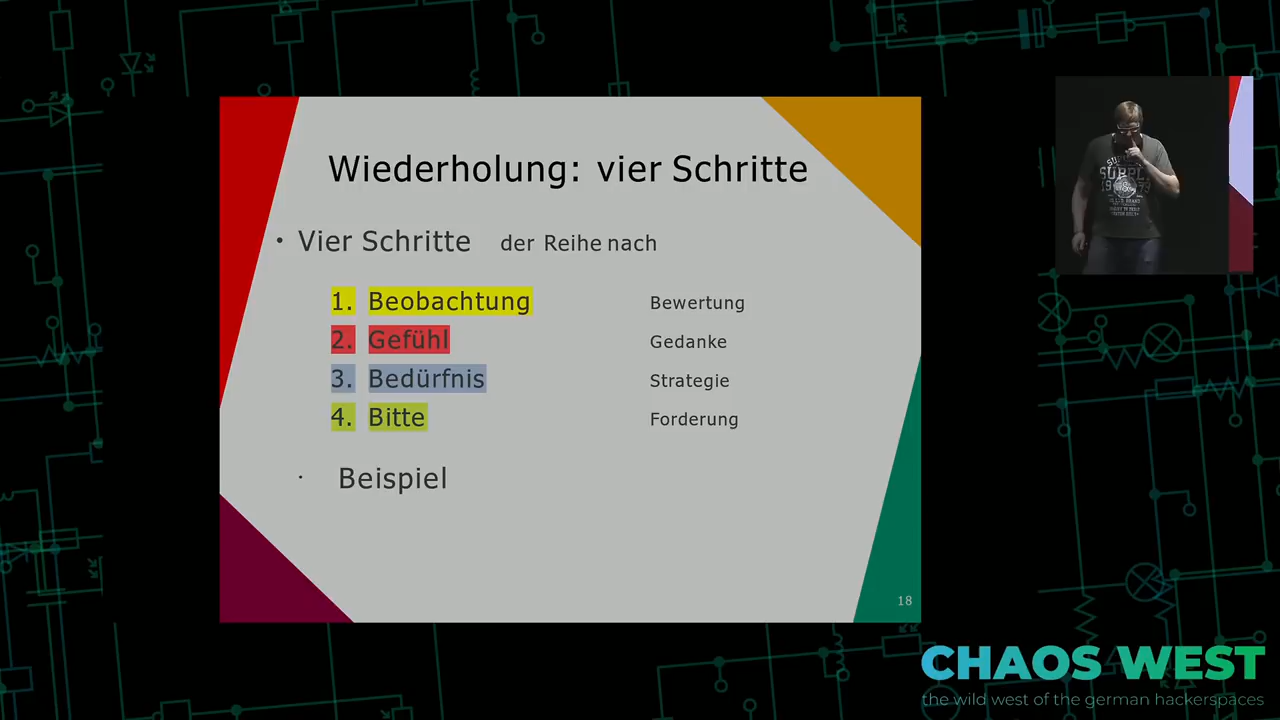 Wiederholung: vier Schritte
• Vier Schritte der Reihe nach
1. Beobachtung Bewertung
2. Gefühl Gedanke
3. Bedürfnis Strategie
4. Bitte Forderung
· Beispiel
18
CHAOS WEST
the wild west of the german hackerspaces